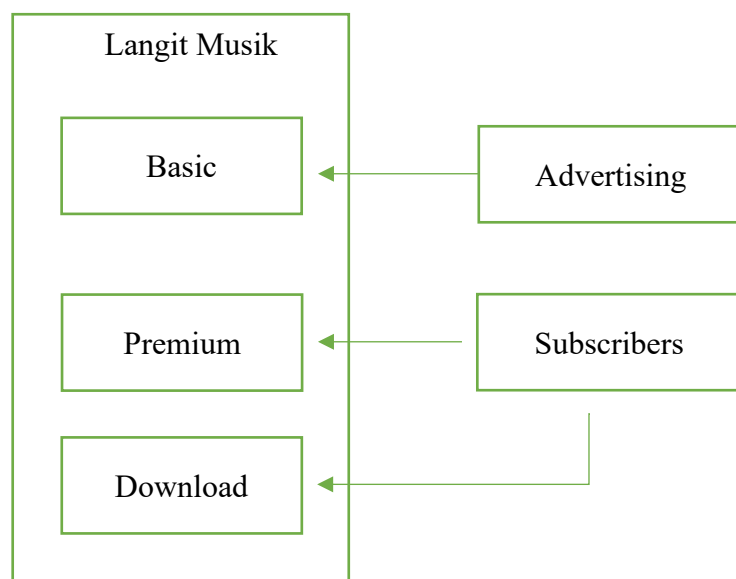 Langit Musik
Basic
Advertising
Premium
Subscribers
Download